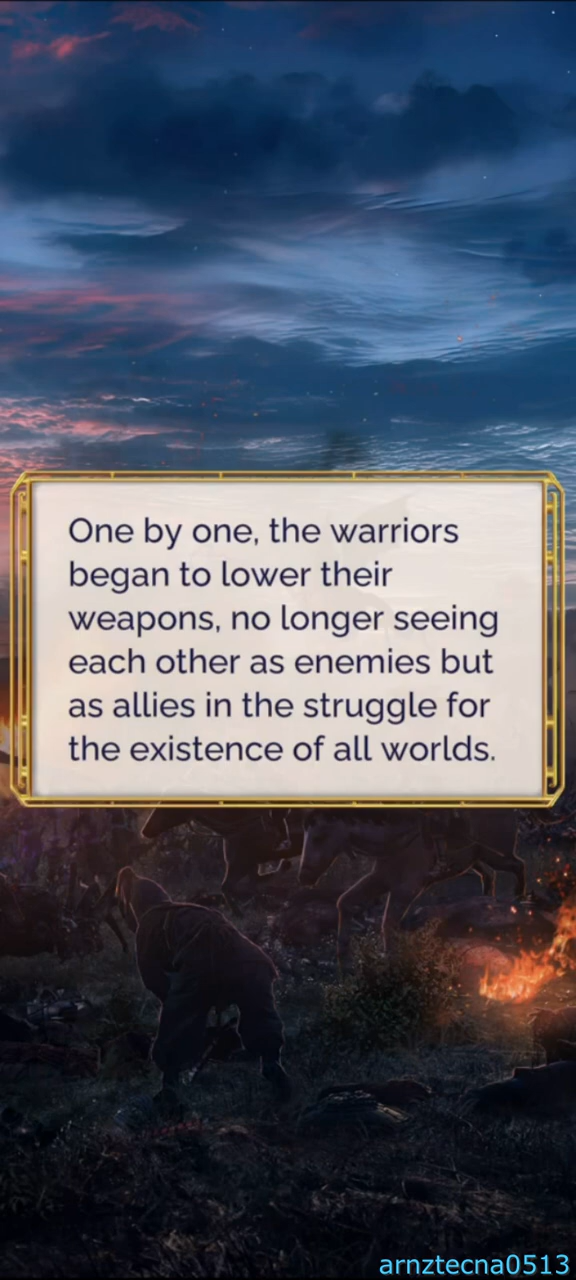 One by one, the warriors
began to lower their
weapons, no longer seeing
each other as enemies but
as allies in the struggle for
the existence of all worlds.
arnztecna0513